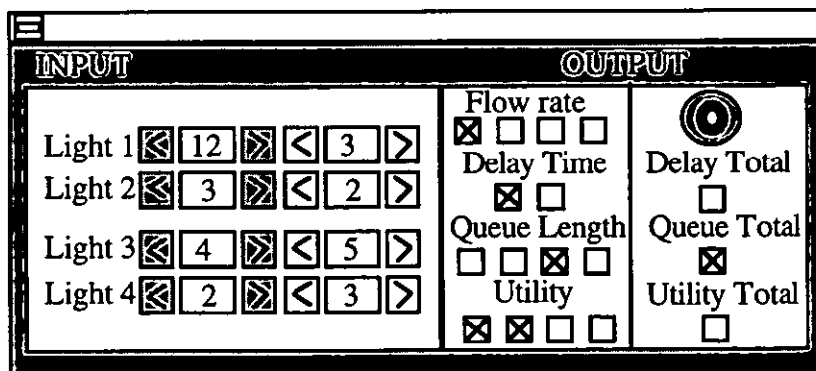 INPUT OUTPUT
Light 1 << 12 >> < 3 >
Light 2 << 3 >> < 2 >
Light 3 << 4 >> < 5 >
Light 4 << 2 >> < 3 >
Flow rate
Delay Time
Queue Length
Utility
Delay Total
Queue Total
Utility Total